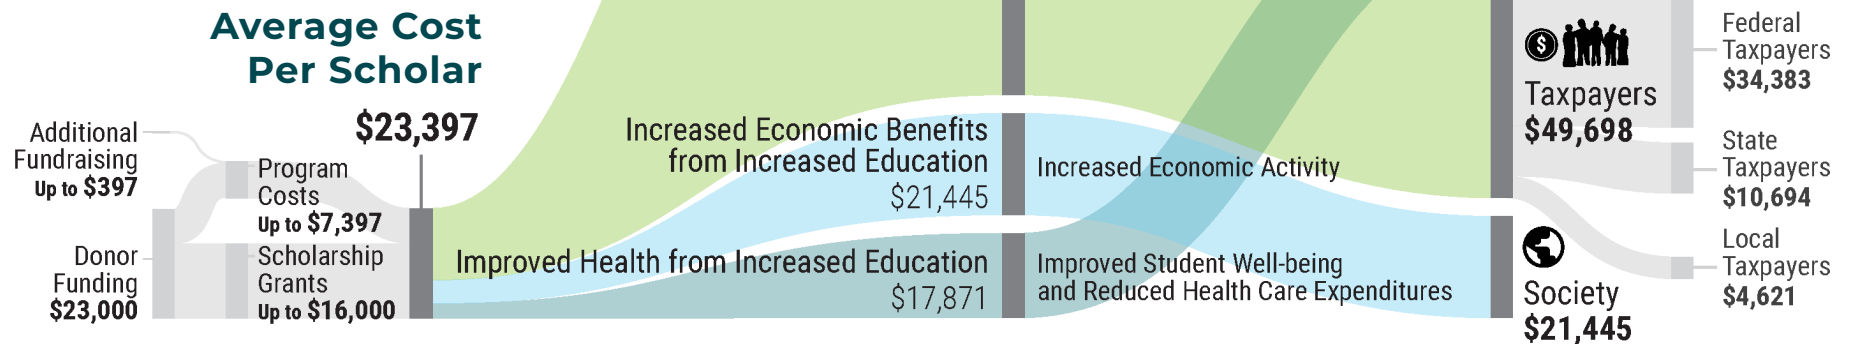 Average Cost
Per Scholar
$23,397
Additional
Fundraising
Up to $397
Donor
Funding
$23,000
Program
Costs
Up to $7,397
Scholarship
Grants
Up to $16,000
Increased Economic Benefits
from Increased Education
$21,445
Improved Health from Increased Education
$17,871
Increased Economic Activity
Improved Student Well-being
and Reduced Health Care Expenditures
$
Taxpayers
$49,698
Society
$21,445
Federal
Taxpayers
$34,383
State
Taxpayers
$10,694
Local
Taxpayers
$4,621